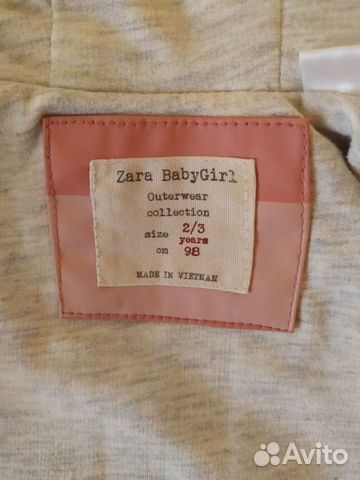 Zara BabyGirl
Outerwear
collection
size 2/3
years
cm 98
MADE IN VIETNAM
Avito